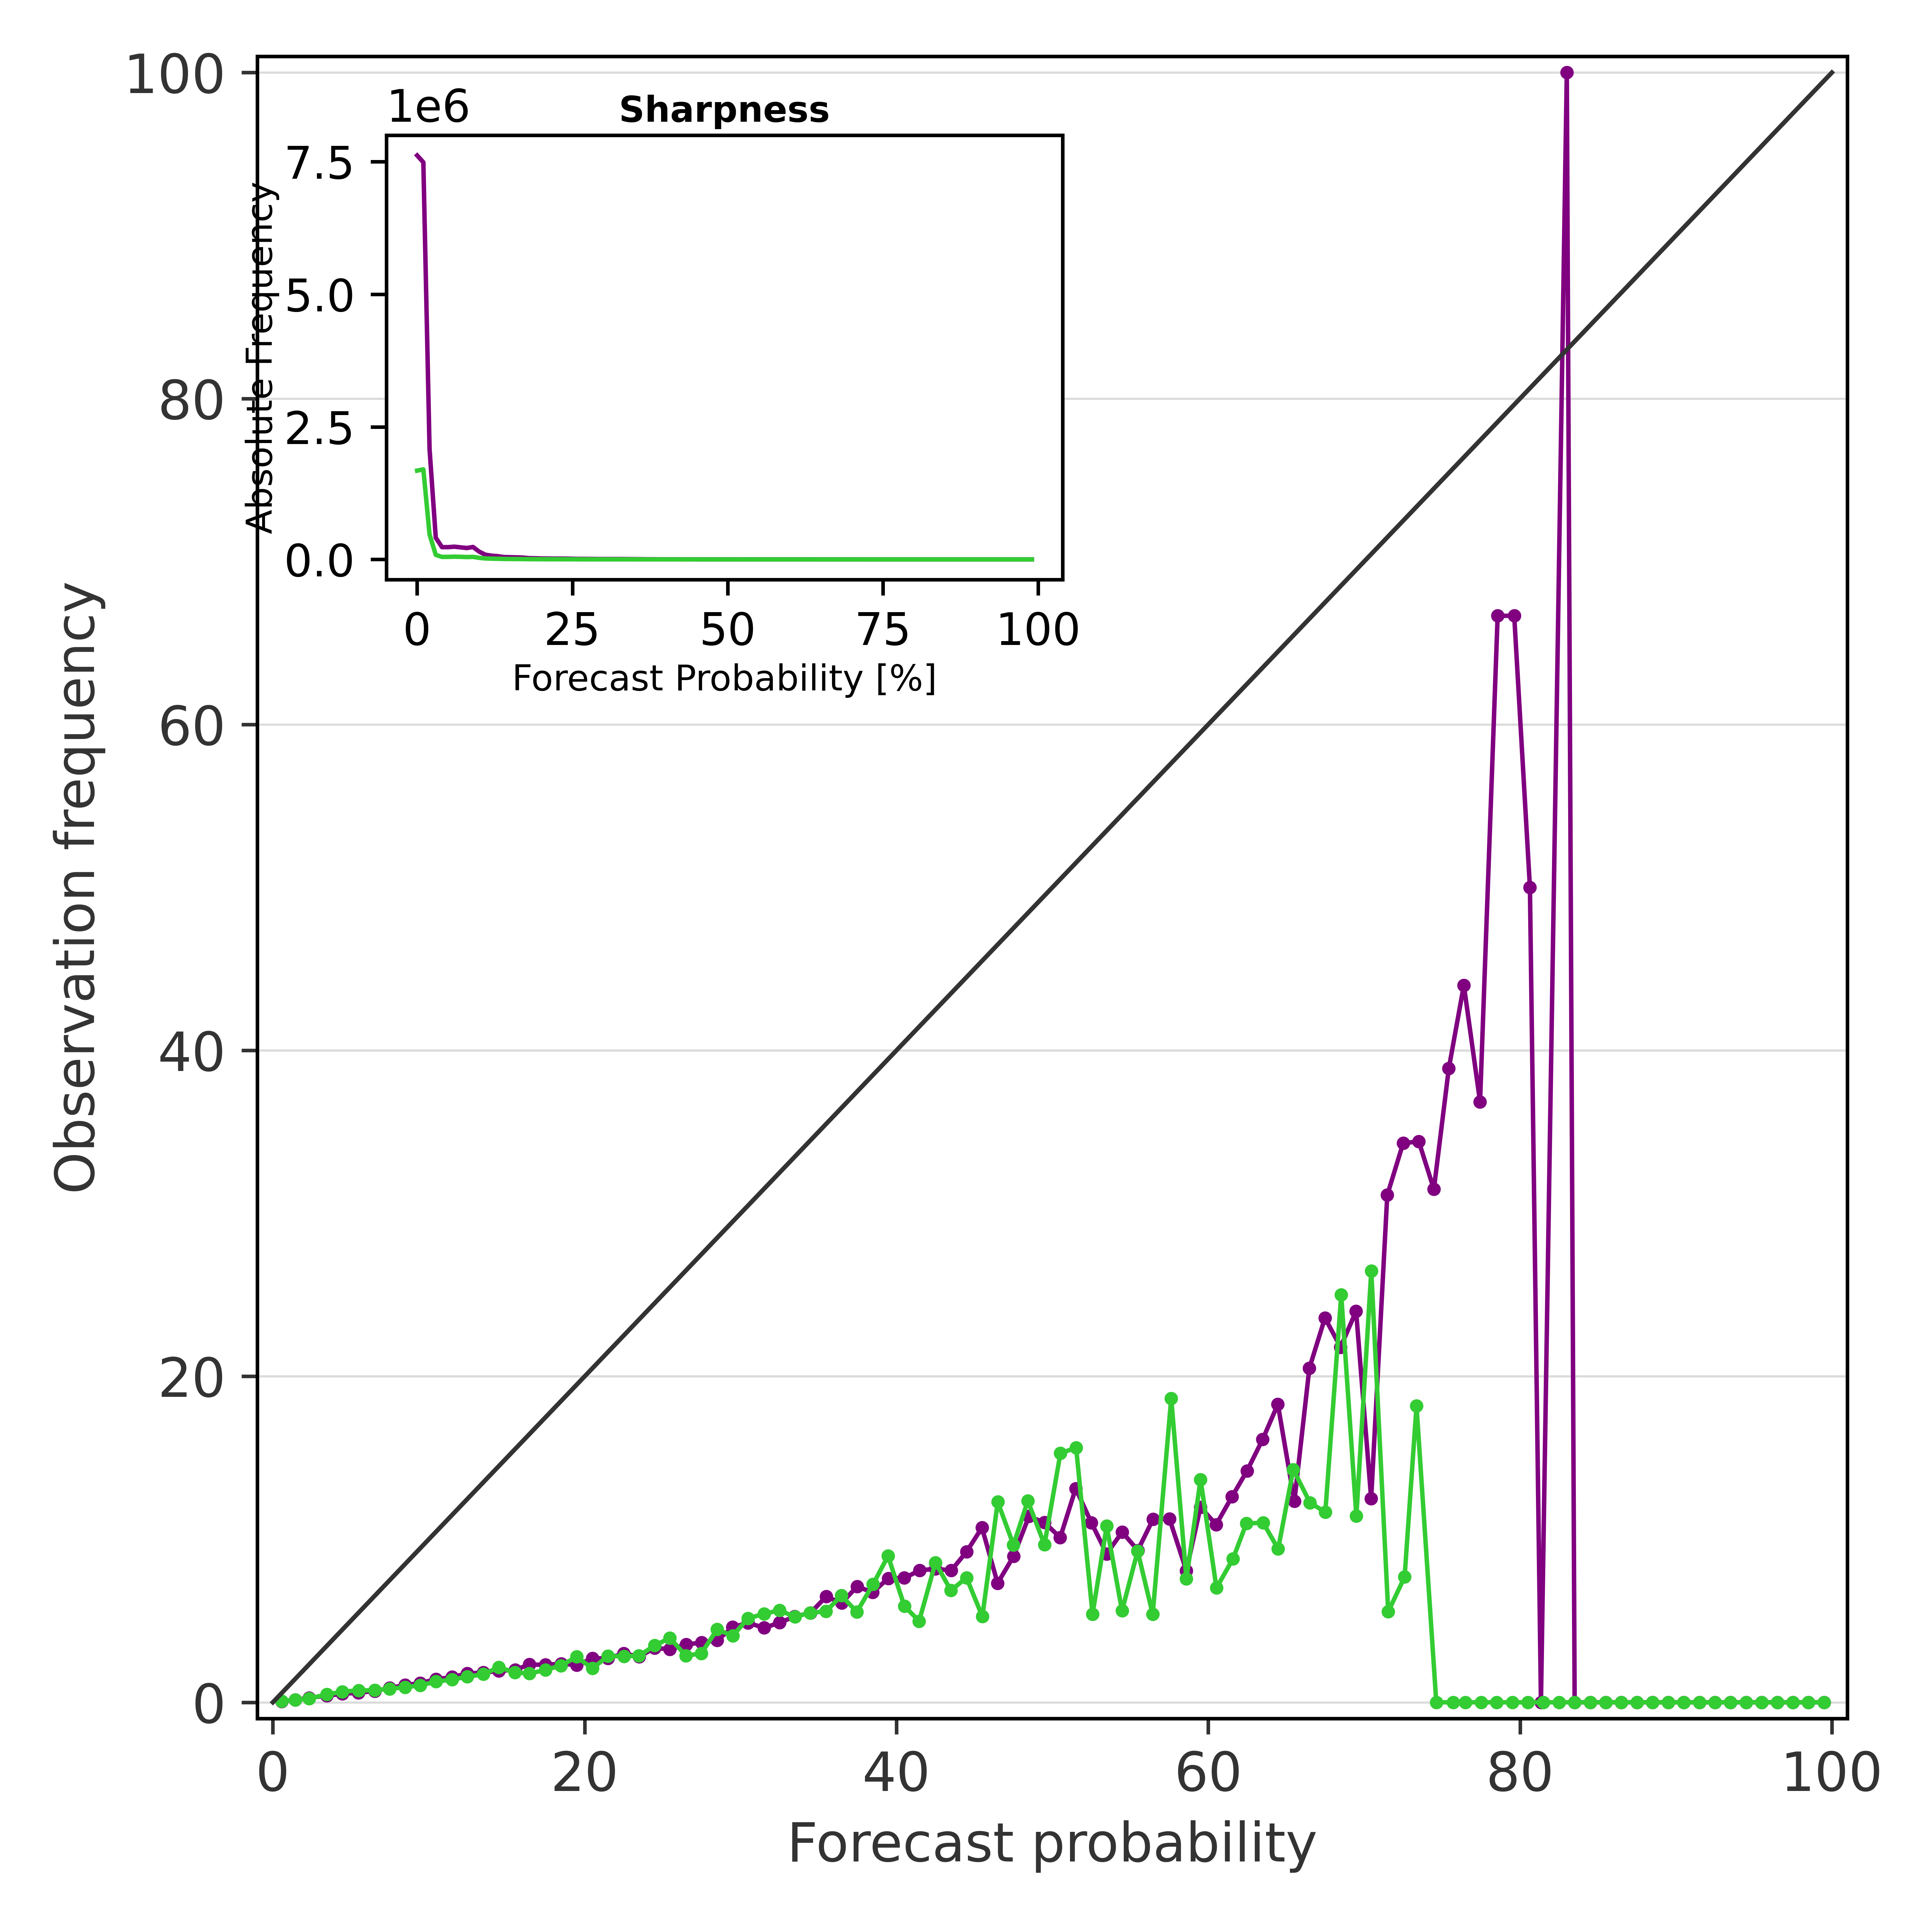 100
80
60
40
20
0
Observation frequency
1e6
Sharpness
7.5
5.0
2.5
0.0
Absolute Frequency
0 25 50 75 100
Forecast Probability [%]
0 20 40 60 80 100
Forecast probability